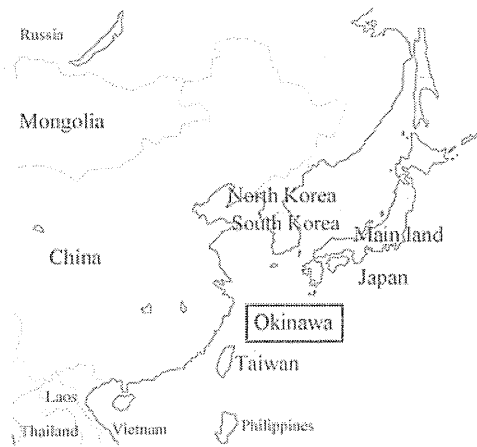 Russia
Mongolia
North Korea
South Korea
Main land
China
Japan
Okinawa
Taiwan
Laos
Thailand
Vietnam
Philippines